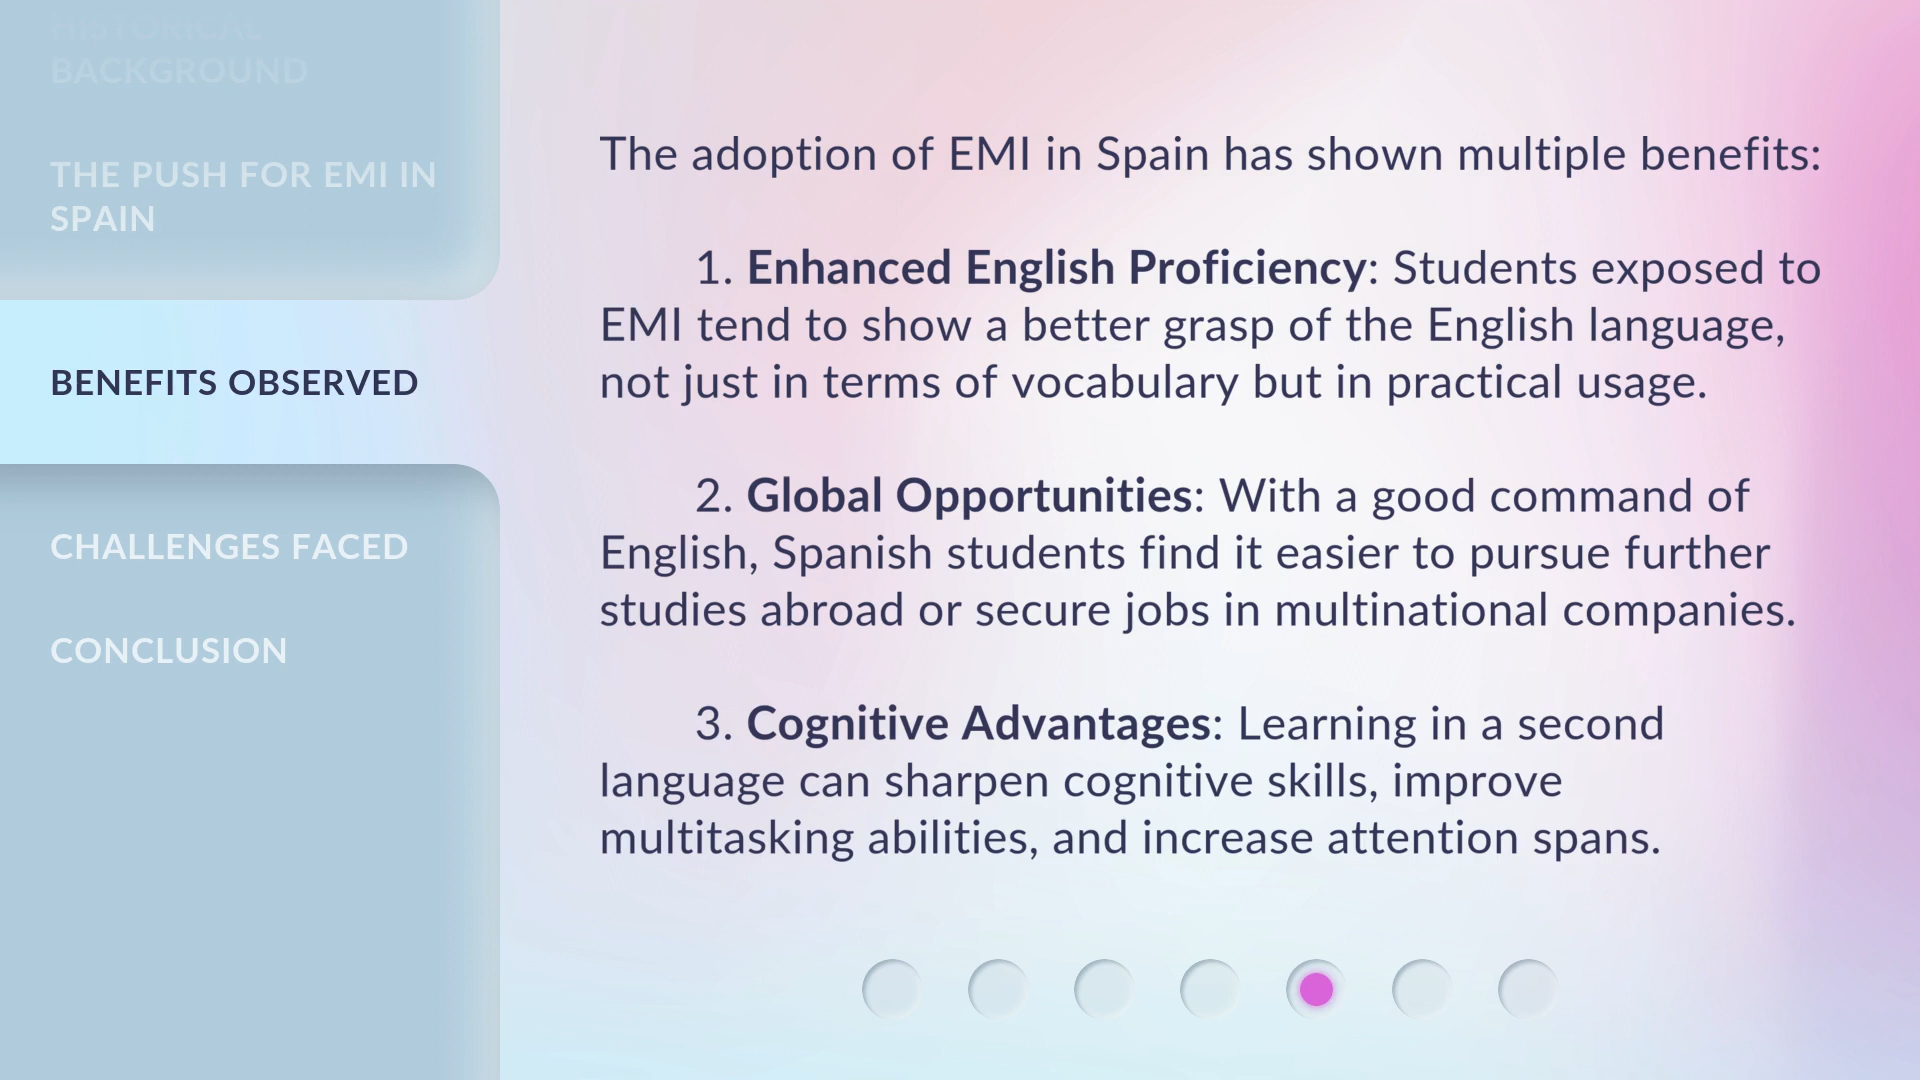 HISTORICAL
BACKGROUND
THE PUSH FOR EMI IN
SPAIN
BENEFITS OBSERVED
CHALLENGES FACED
CONCLUSION
The adoption of EMI in Spain has shown multiple benefits:
1. Enhanced English Proficiency: Students exposed to
EMI tend to show a better grasp of the English language,
not just in terms of vocabulary but in practical usage.
2. Global Opportunities: With a good command of
English, Spanish students find it easier to pursue further
studies abroad or secure jobs in multinational companies.
3. Cognitive Advantages: Learning in a second
language can sharpen cognitive skills, improve
multitasking abilities, and increase attention spans.